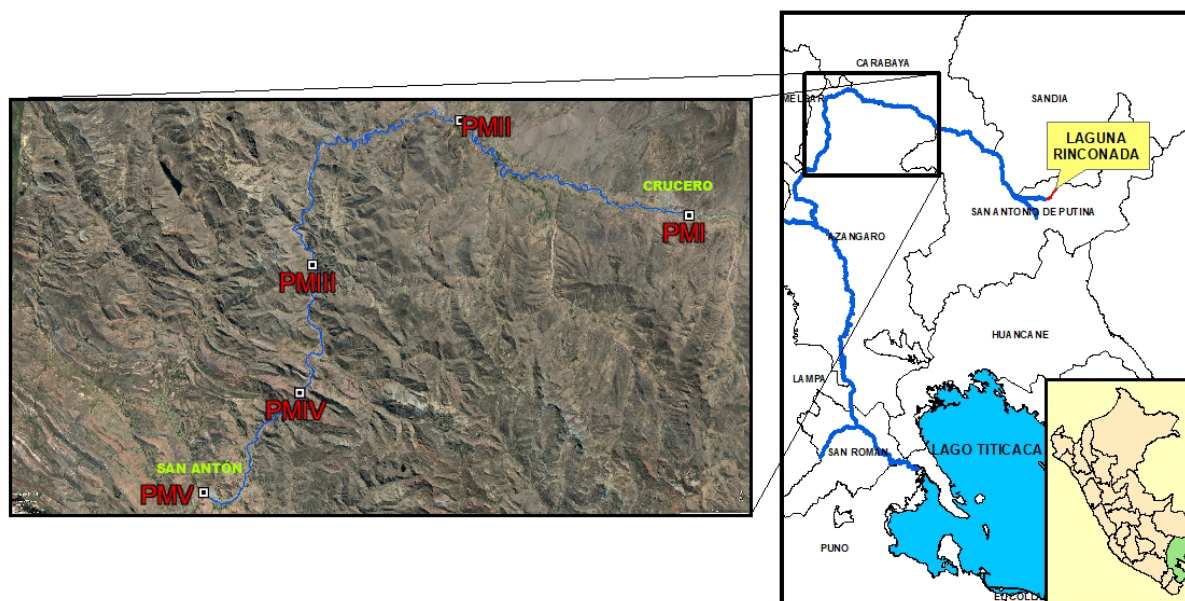 PMII
CRUCERO
PMI
PMIII
PMIV
SAN ANTÓN
PMV
CARABAYA
MELGAR
SANDIA
LAGUNA
RINCONADA
SAN ANTONIO DE PUTINA
AZANGARO
HUANCANE
LAMPA
LAGO TITICACA
SAN ROMAN
PUNO